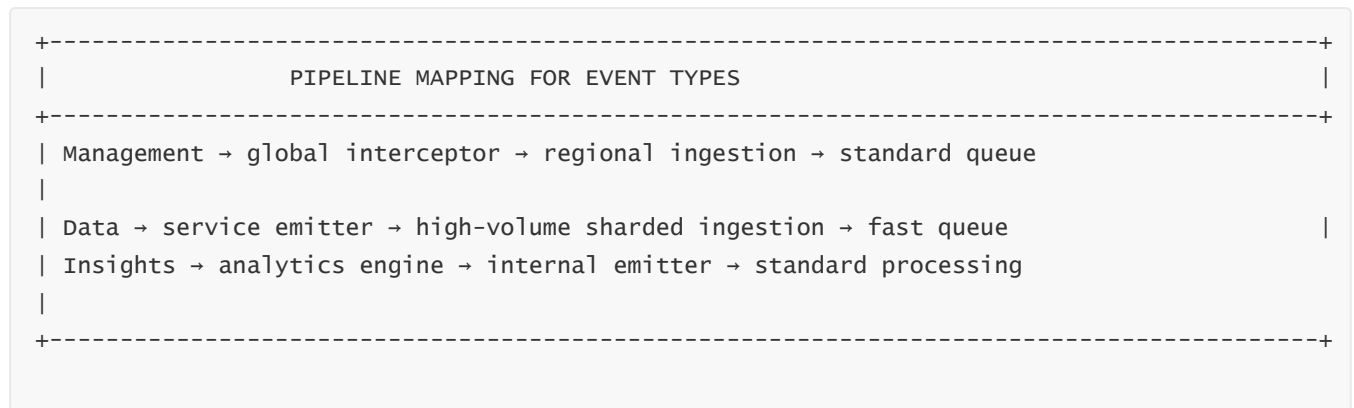 +------------------------------------------------------------------------------------------+
| PIPELINE MAPPING FOR EVENT TYPES |
+------------------------------------------------------------------------------------------+
| Management → global interceptor → regional ingestion → standard queue
|
| Data → service emitter → high-volume sharded ingestion → fast queue |
| Insights → analytics engine → internal emitter → standard processing
|
+------------------------------------------------------------------------------------------+